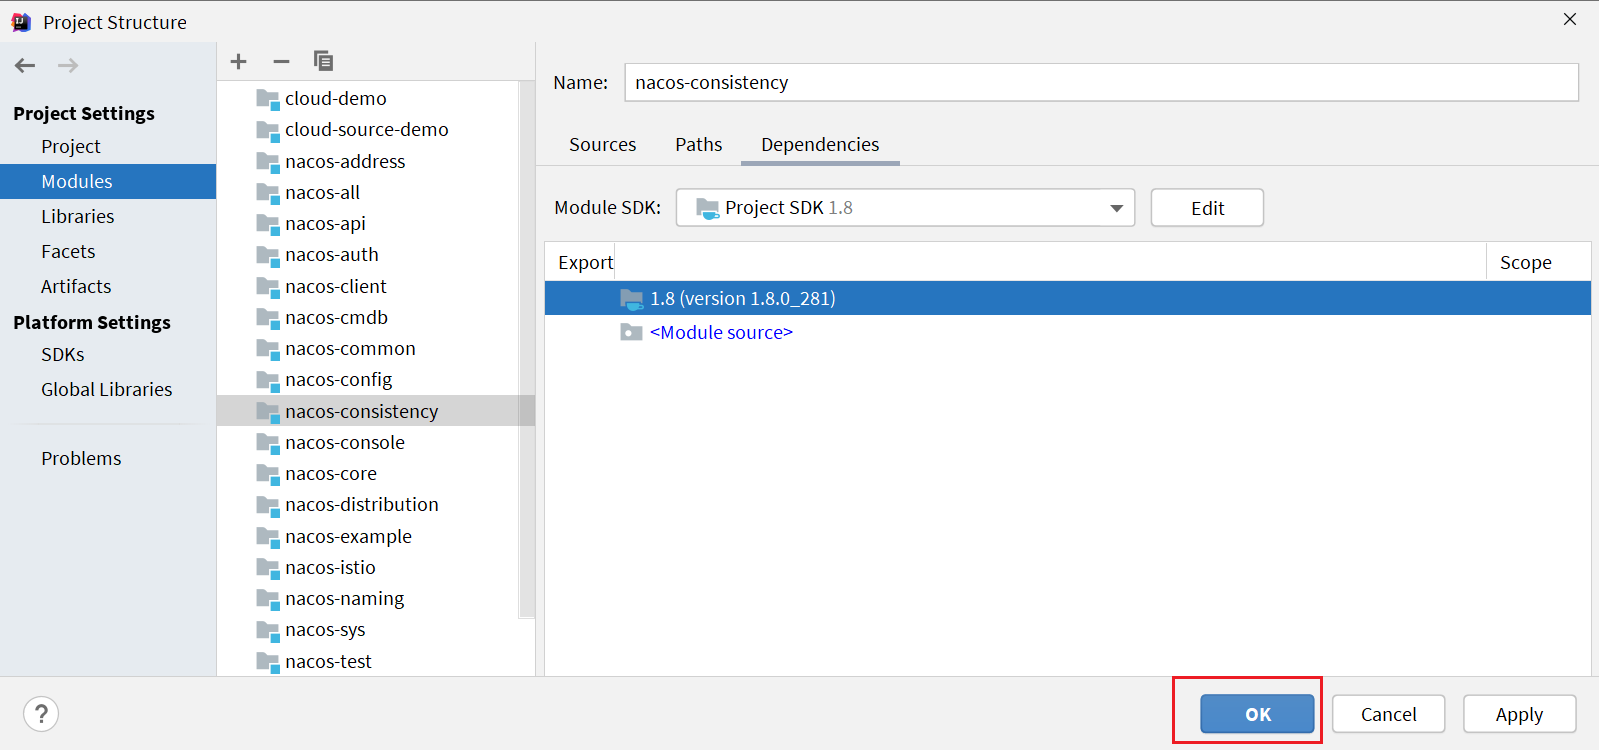 Project Structure
Project Settings
Project
Modules
Libraries
Facets
Artifacts
Platform Settings
SDKs
Global Libraries
Problems
cloud-demo
cloud-source-demo
nacos-address
nacos-all
nacos-api
nacos-auth
nacos-client
nacos-cmdb
nacos-common
nacos-config
nacos-consistency
nacos-console
nacos-core
nacos-distribution
nacos-example
nacos-istio
nacos-naming
nacos-sys
nacos-test
Name: nacos-consistency
Sources Paths Dependencies
Module SDK: Project SDK 1.8 Edit
Export Scope
1.8 (version 1.8.0_281)
<Module source>
? OK Cancel Apply